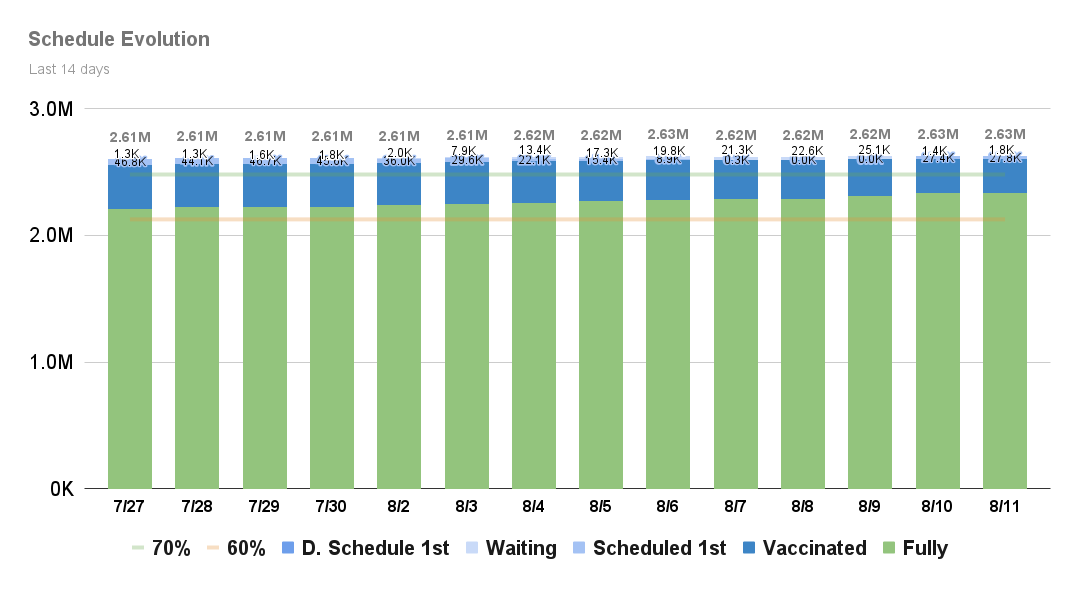 Schedule Evolution
Last 14 days
3.0M
2.61M 2.61M 2.61M 2.61M 2.61M 2.61M 2.62M 2.62M 2.63M 2.62M 2.62M 2.62M 2.63M 2.63M
1.3K 1.3K 1.6K 1.8K 2.0K 7.9K 13.4K 17.3K 19.8K 21.3K 22.6K 25.1K 1.4K 1.8K
46.8K 44.1K 46.7K 45.0K 36.0K 29.6K 22.1K 15.4K 8.9K 0.3K 0.0K 0.0K 27.4K 27.8K
2.0M
1.0M
0K
7/27 7/28 7/29 7/30 8/2 8/3 8/4 8/5 8/6 8/7 8/8 8/9 8/10 8/11
70% 60% D. Schedule 1st Waiting Scheduled 1st Vaccinated Fully